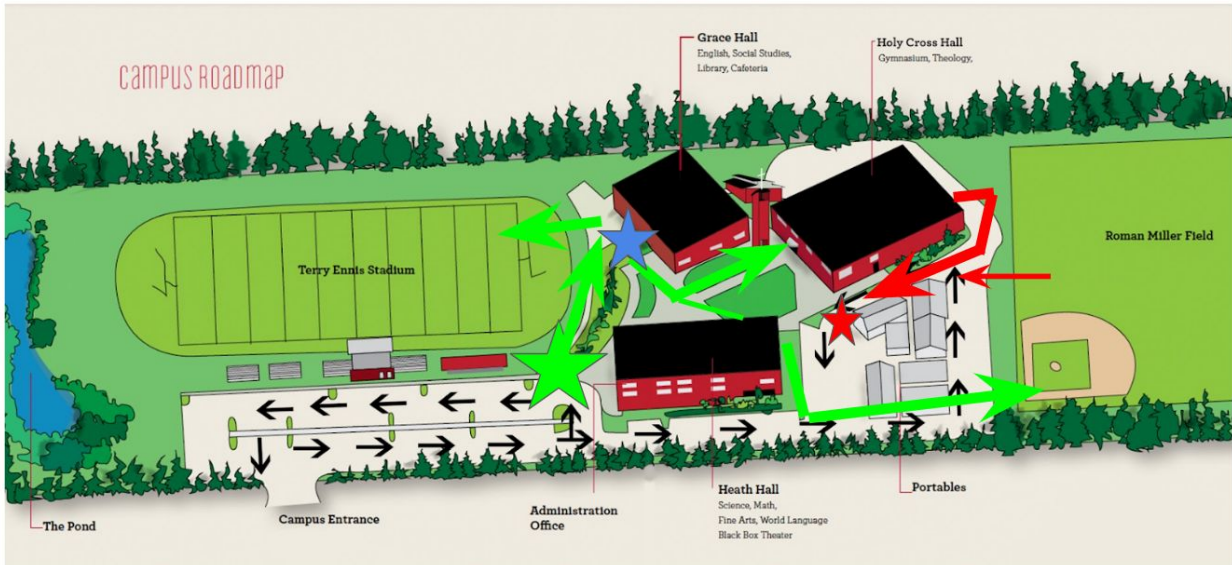 CAMPUS ROADMAP
Grace Hall
English, Social Studies,
Library, Cafeteria
Holy Cross Hall
Gymnasium, Theology,
Terry Ennis Stadium
Roman Miller Field
The Pond
Campus Entrance
Administration
Office
Heath Hall
Science, Math,
Fine Arts, World Language
Black Box Theater
Portables